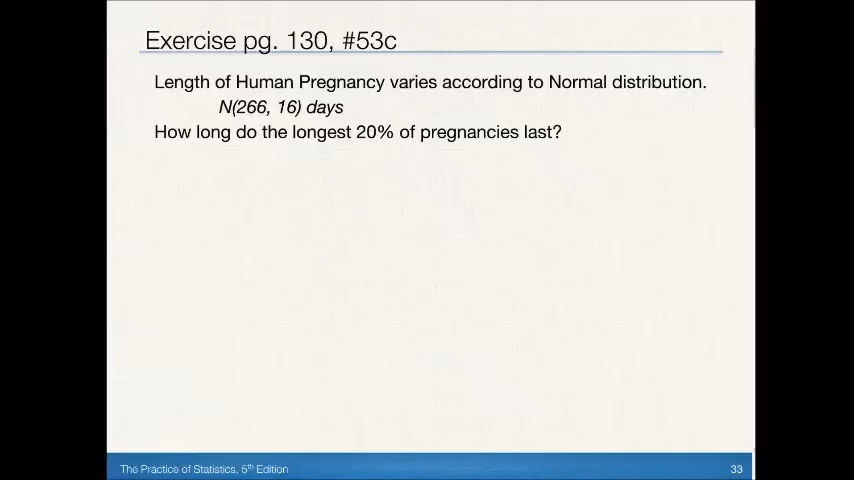 Exercise pg. 130, #53c
Length of Human Pregnancy varies according to Normal distribution.
N(266, 16) days
How long do the longest 20% of pregnancies last?
The Practice of Statistics, 5th Edition
33